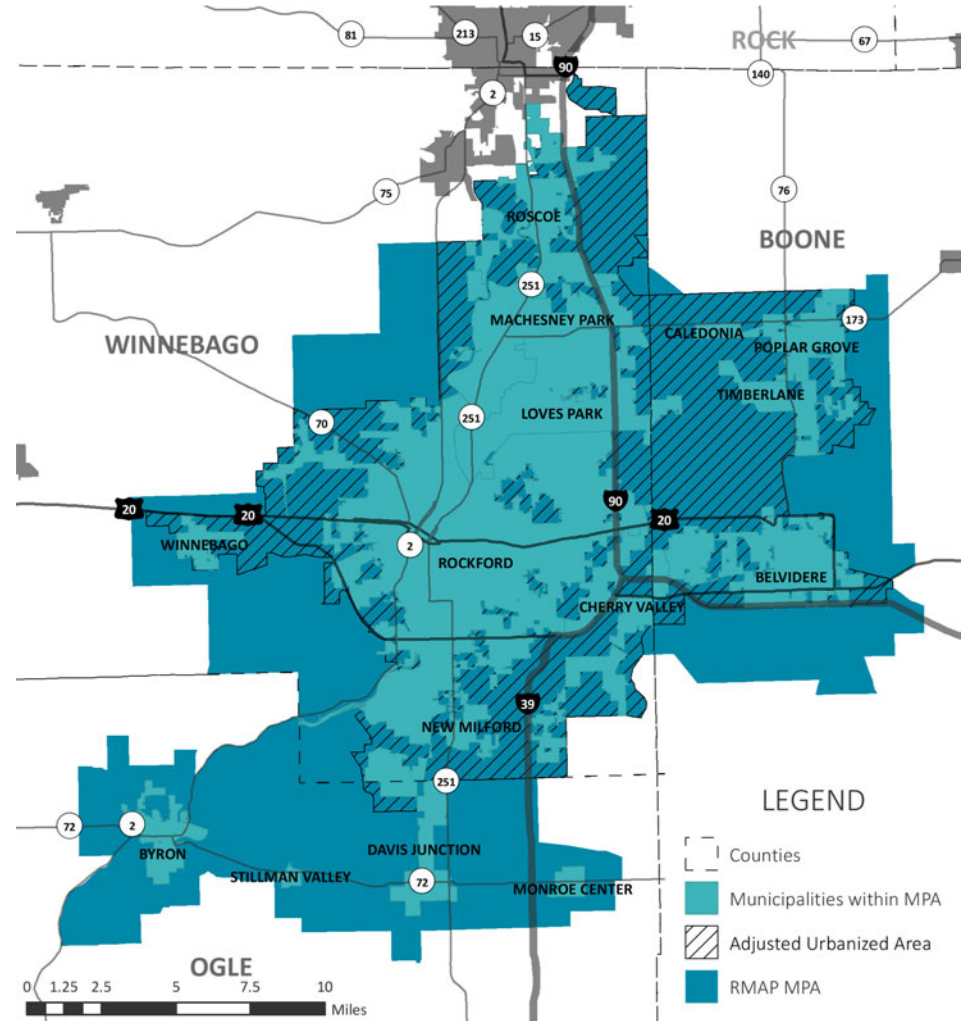 81
213
15
ROCK
67
90
140
2
75
76
ROSCOE
BOONE
251
173
MACHESNEY PARK
CALEDONIA
POPLAR GROVE
WINNEBAGO
TIMBERLANE
LOVES PARK
251
70
90
20
20
20
WINNEBAGO
2
ROCKFORD
BELVIDERE
CHERRY VALLEY
39
NEW MILFORD
251
LEGEND
72
2
BYRON
DAVIS JUNCTION
STILLMAN VALLEY
72
MONROE CENTER
Counties
Municipalities within MPA
Adjusted Urbanized Area
RMAP MPA
OGLE
0 1.25 2.5 5 7.5 10
Miles